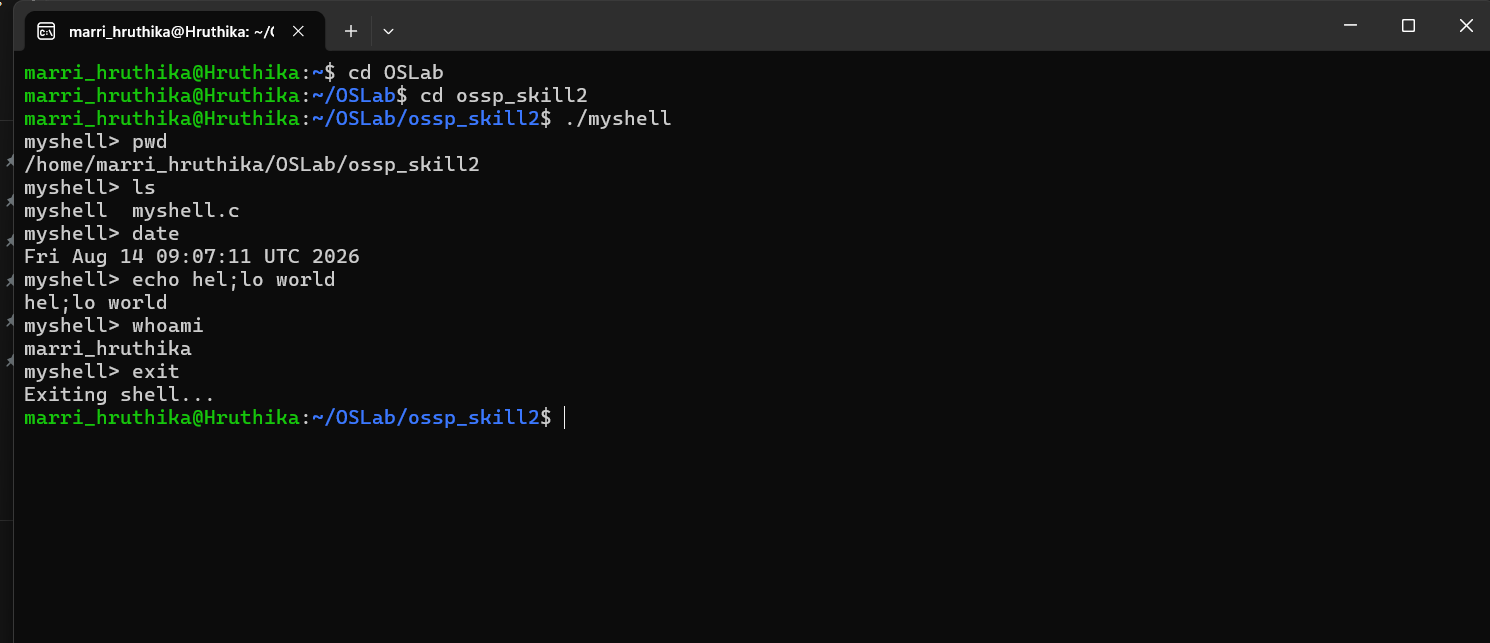 marri_hruthika@Hruthika: ~/(
marri_hruthika@Hruthika:~$ cd OSLab
marri_hruthika@Hruthika:~/OSLab$ cd ossp_skill2
marri_hruthika@Hruthika:~/OSLab/ossp_skill2$ ./myshell
myshell> pwd
/home/marri_hruthika/OSLab/ossp_skill2
myshell> ls
myshell  myshell.c
myshell> date
Fri Aug 14 09:07:11 UTC 2026
myshell> echo hel;lo world
hel;lo world
myshell> whoami
marri_hruthika
myshell> exit
Exiting shell...
marri_hruthika@Hruthika:~/OSLab/ossp_skill2$